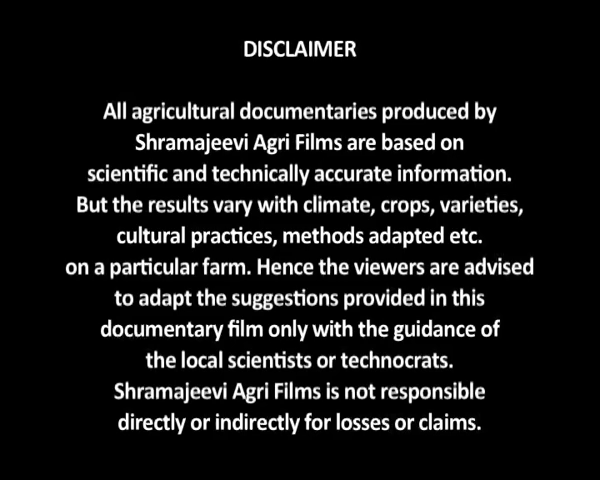 DISCLAIMER
All agricultural documentaries produced by
Shramajeevi Agri Films are based on
scientific and technically accurate information.
But the results vary with climate, crops, varieties,
cultural practices, methods adapted etc.
on a particular farm. Hence the viewers are advised
to adapt the suggestions provided in this
documentary film only with the guidance of
the local scientists or technocrats.
Shramajeevi Agri Films is not responsible
directly or indirectly for losses or claims.